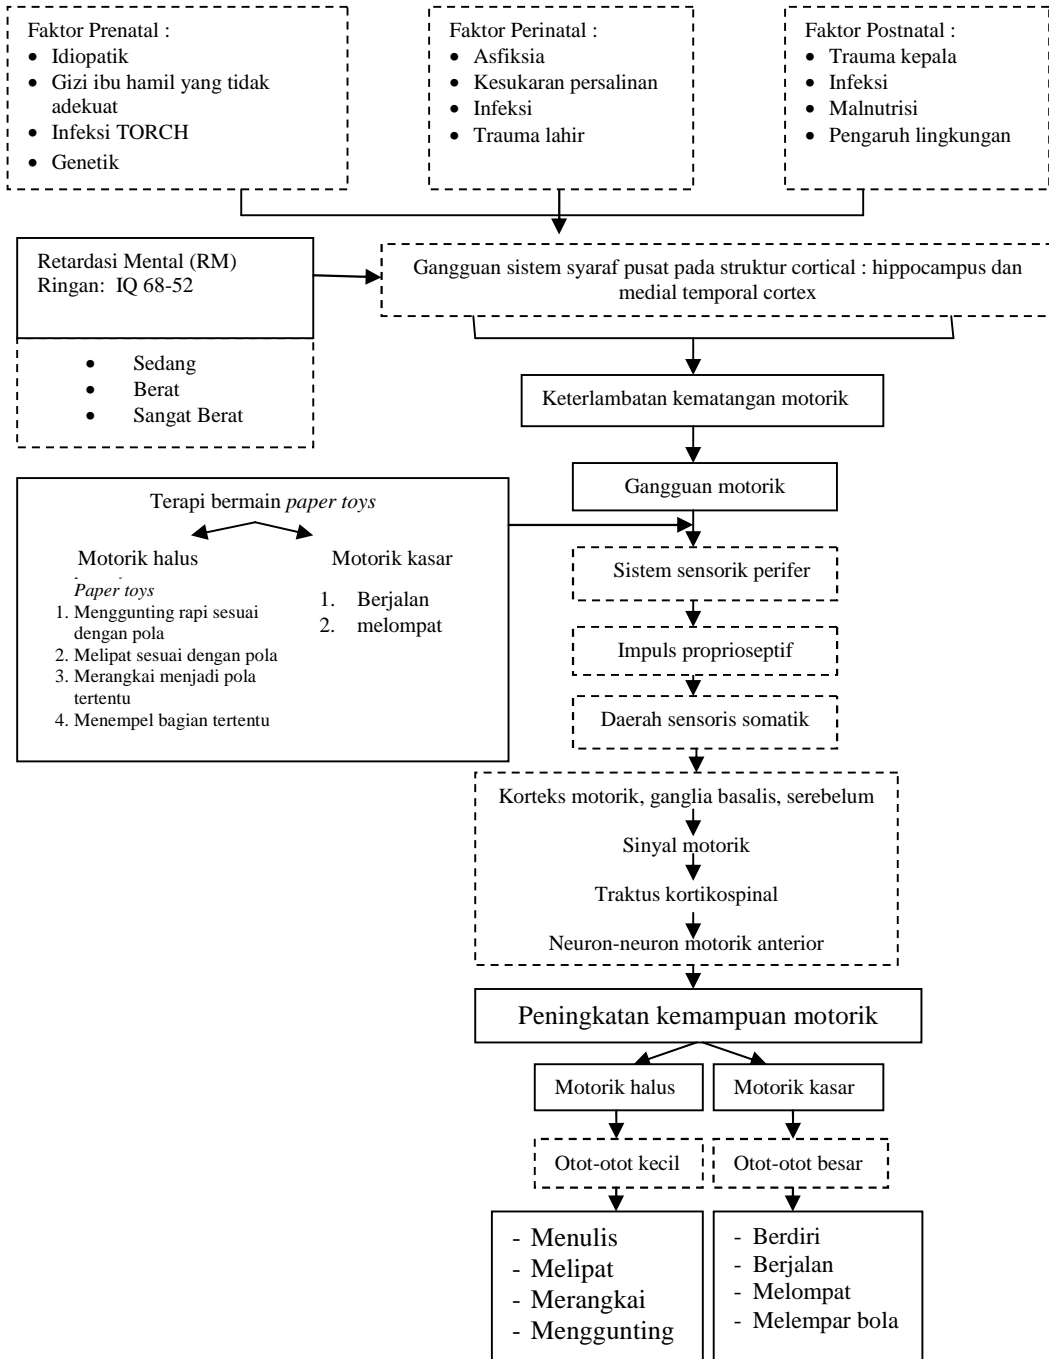 Faktor Prenatal :
• Idiopatik
• Gizi ibu hamil yang tidak
adekuat
• Infeksi TORCH
• Genetik
Faktor Perinatal :
• Asfiksia
• Kesukaran persalinan
• Infeksi
• Trauma lahir
Faktor Postnatal :
• Trauma kepala
• Infeksi
• Malnutrisi
• Pengaruh lingkungan
Retardasi Mental (RM)
Ringan: IQ 68-52
• Sedang
• Berat
• Sangat Berat
Gangguan sistem syaraf pusat pada struktur cortical : hippocampus dan
medial temporal cortex
Keterlambatan kematangan motorik
Gangguan motorik
Terapi bermain paper toys
Motorik halus
Paper toys
1. Menggunting rapi sesuai
dengan pola
2. Melipat sesuai dengan pola
3. Merangkai menjadi pola
tertentu
4. Menempel bagian tertentu
Motorik kasar
1. Berjalan
2. melompat
Sistem sensorik perifer
Impuls proprioseptif
Daerah sensoris somatik
Korteks motorik, ganglia basalis, serebelum
Sinyal motorik
Traktus kortikospinal
Neuron-neuron motorik anterior
Peningkatan kemampuan motorik
Motorik halus
Motorik kasar
Otot-otot kecil
Otot-otot besar
- Menulis
- Melipat
- Merangkai
- Menggunting
- Berdiri
- Berjalan
- Melompat
- Melempar bola